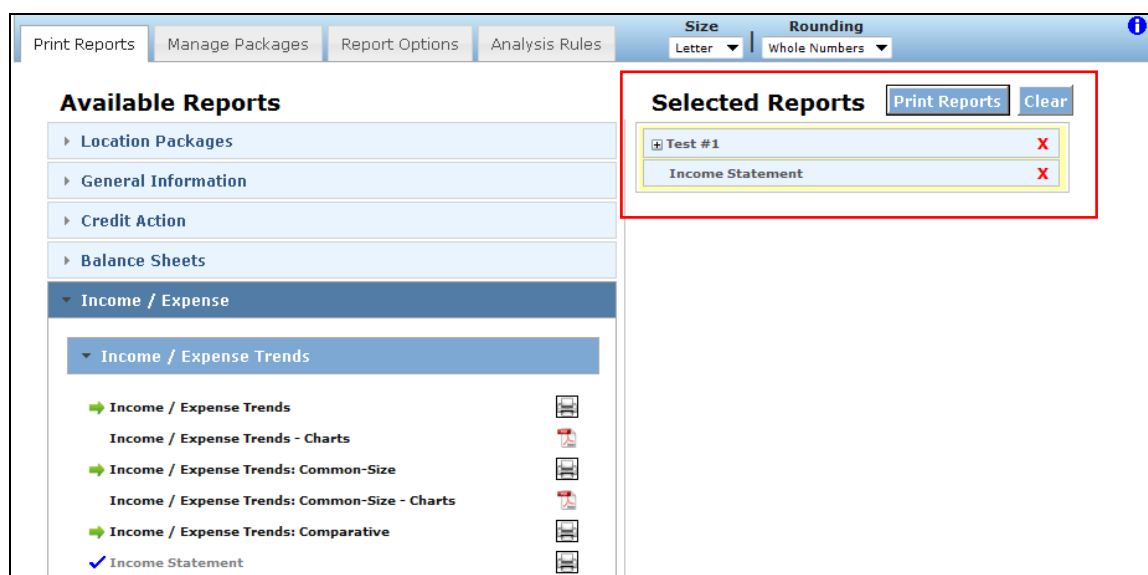 Print Reports Manage Packages Report Options Analysis Rules
Size Rounding
Letter Whole Numbers
Available Reports
Location Packages
General Information
Credit Action
Balance Sheets
Income / Expense
Income / Expense Trends
Income / Expense Trends
Income / Expense Trends - Charts
Income / Expense Trends: Common-Size
Income / Expense Trends: Common-Size - Charts
Income / Expense Trends: Comparative
Income Statement
Selected Reports Print Reports Clear
Test #1 X
Income Statement X